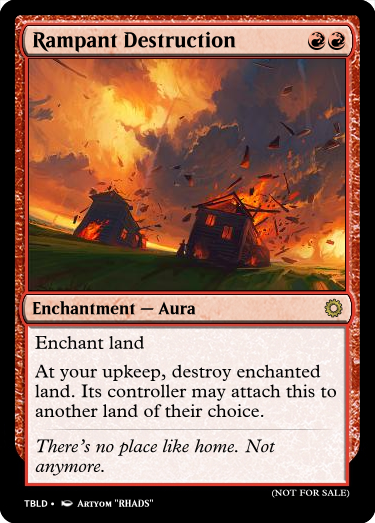 Rampant Destruction
Enchantment — Aura
Enchant land
At your upkeep, destroy enchanted
land. Its controller may attach this to
another land of their choice.
There's no place like home. Not
anymore.
(NOT FOR SALE)
TBLD • Artyom "RHADS"